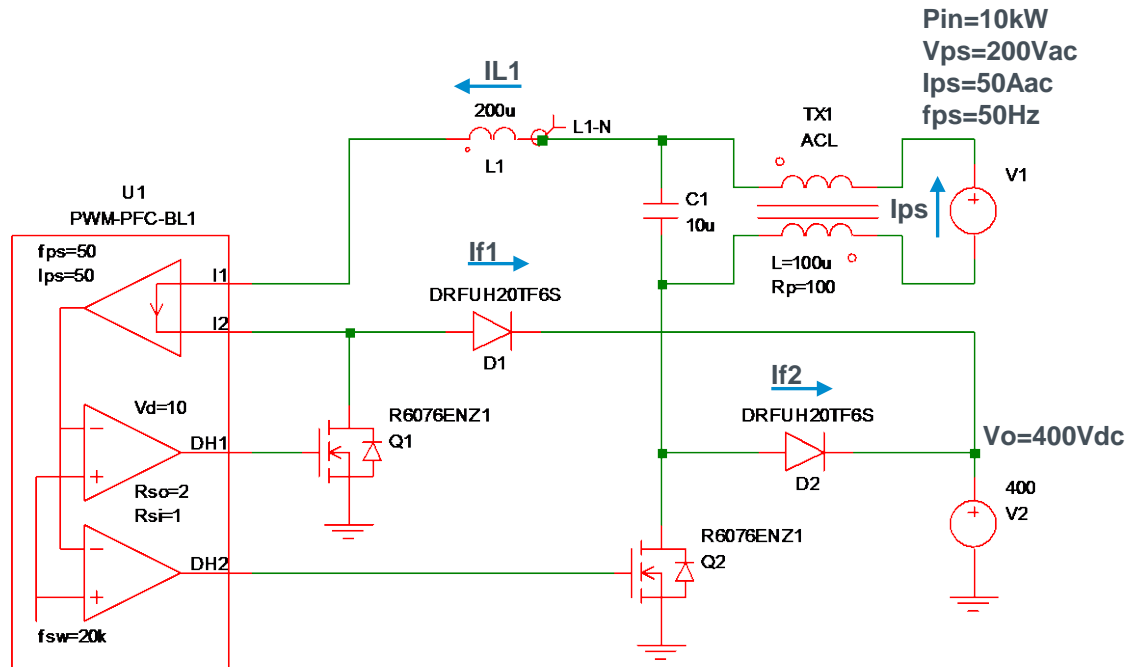 Pin=10kW
Vps=200Vac
Ips=50Aac
fps=50Hz
IL1
200u
L1-N
L1
TX1
ACL
V1
C1
10u
Ips
L=100u
Rp=100
U1
PWM-PFC-BL1
fps=50
Ips=50
I1
I2
If1
DRFUH20TF6S
D1
If2
DRFUH20TF6S
D2
Vo=400Vdc
400
V2
Vd=10
DH1
R6076ENZ1
Q1
Rso=2
Rsi=1
DH2
R6076ENZ1
Q2
fsw=20k